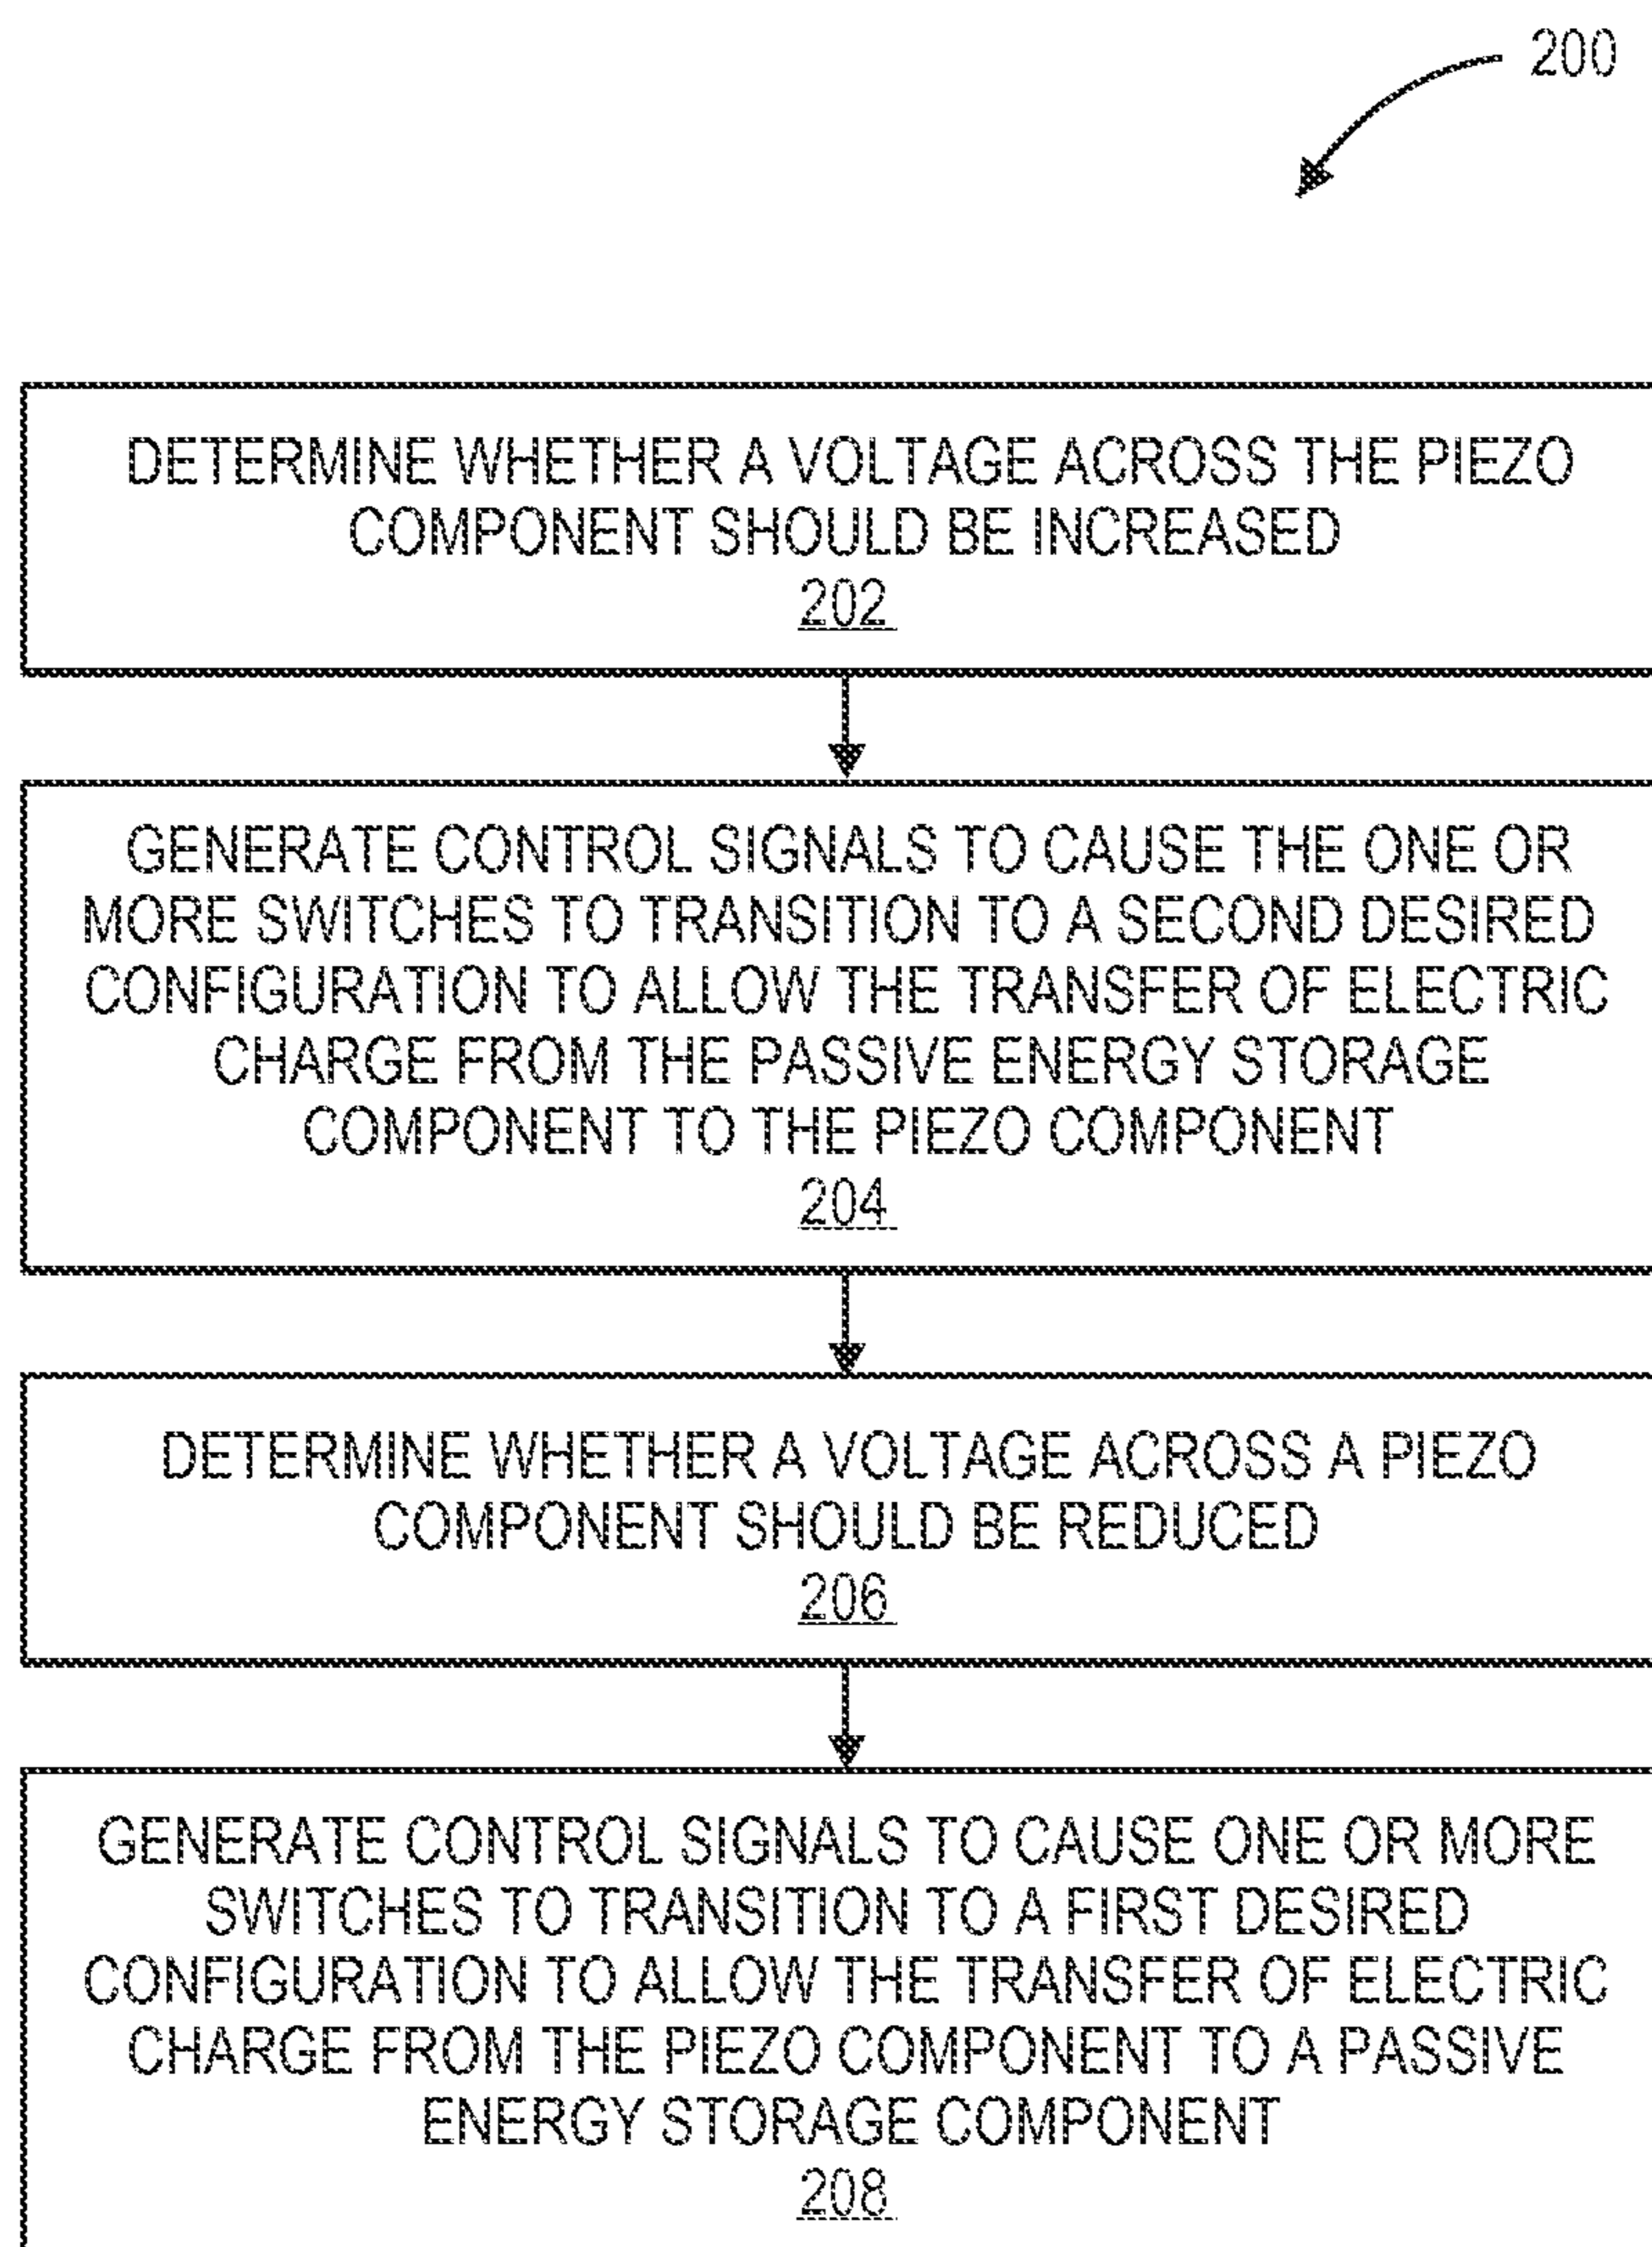 200
DETERMINE WHETHER A VOLTAGE ACROSS THE PIEZO
COMPONENT SHOULD BE INCREASED
202
GENERATE CONTROL SIGNALS TO CAUSE THE ONE OR
MORE SWITCHES TO TRANSITION TO A SECOND DESIRED
CONFIGURATION TO ALLOW THE TRANSFER OF ELECTRIC
CHARGE FROM THE PASSIVE ENERGY STORAGE
COMPONENT TO THE PIEZO COMPONENT
204
DETERMINE WHETHER A VOLTAGE ACROSS A PIEZO
COMPONENT SHOULD BE REDUCED
206
GENERATE CONTROL SIGNALS TO CAUSE ONE OR MORE
SWITCHES TO TRANSITION TO A FIRST DESIRED
CONFIGURATION TO ALLOW THE TRANSFER OF ELECTRIC
CHARGE FROM THE PIEZO COMPONENT TO A PASSIVE
ENERGY STORAGE COMPONENT
208